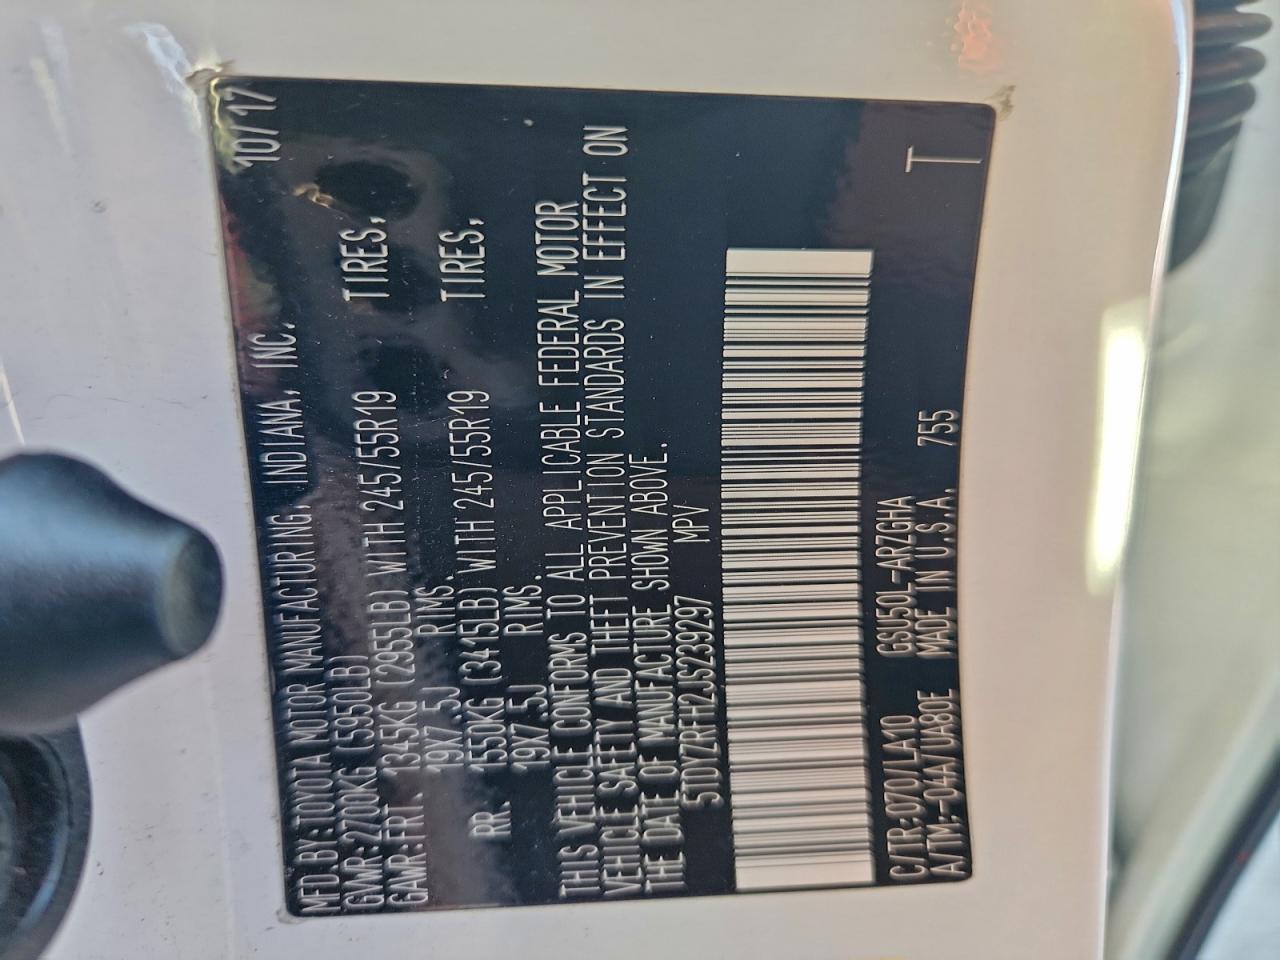 MFD.BY:TOYOTA MOTOR MANUFACTURING, INDIANA, INC. 10/17
GVWR:2700KG(5950LB)
GAWR:FR. 1345KG(2955LB)WITH 245/55R19 TIRES,
19X7.5J RIMS.
RR. 1550KG(3415LB)WITH 245/55R19 TIRES,
19X7.5J RIMS.
THIS VEHICLE CONFORMS TO ALL APPLICABLE FEDERAL MOTOR
VEHICLE SAFETY AND THEFT PREVENTION STANDARDS IN EFFECT ON
THE DATE OF MANUFACTURE SHOWN ABOVE.
5TDYZRFH2JS239297 MPV
C/TR:070/LA10 GSU50L-ARZGHA
A/TM:-04A/UA80E MADE IN U.S.A. 755 T